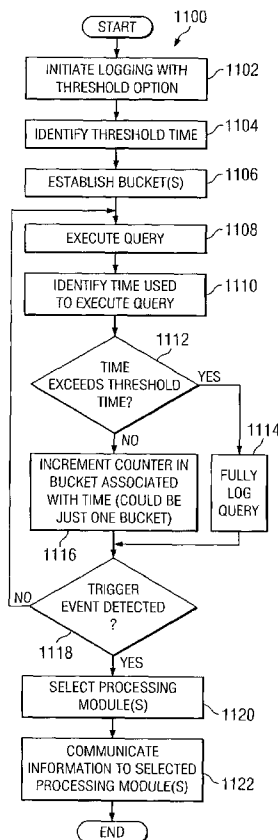 START
1100
INITIATE LOGGING WITH
THRESHOLD OPTION
1102
IDENTIFY THRESHOLD TIME
1104
ESTABLISH BUCKET(S)
1106
EXECUTE QUERY
1108
IDENTIFY TIME USED
TO EXECUTE QUERY
1110
1112
TIME
EXCEEDS THRESHOLD
TIME?
YES
NO
1114
FULLY
LOG
QUERY
INCREMENT COUNTER IN
BUCKET ASSOCIATED
WITH TIME (COULD BE
JUST ONE BUCKET)
1116
TRIGGER
EVENT DETECTED
?
NO
1118
YES
SELECT PROCESSING
MODULE(S)
1120
COMMUNICATE
INFORMATION TO SELECTED
PROCESSING MODULE(S)
1122
END